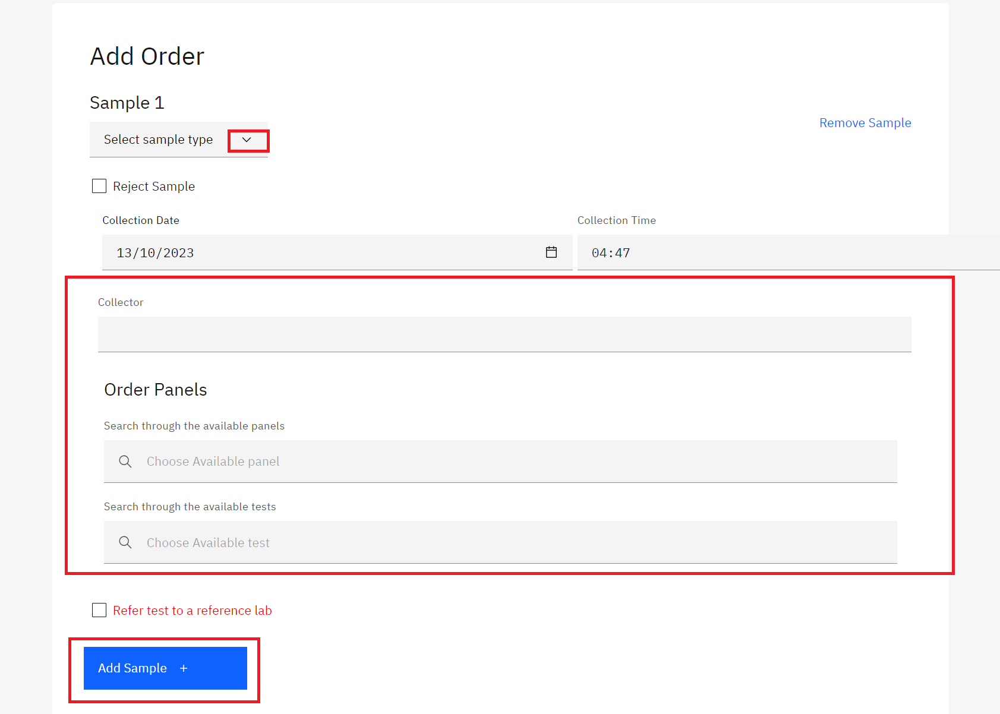 Add Order
Sample 1
Remove Sample
Select sample type
Reject Sample
Collection Date
Collection Time
13/10/2023
04:47
Collector
Order Panels
Search through the available panels
Choose Available panel
Search through the available tests
Choose Available test
Refer test to a reference lab
Add Sample +